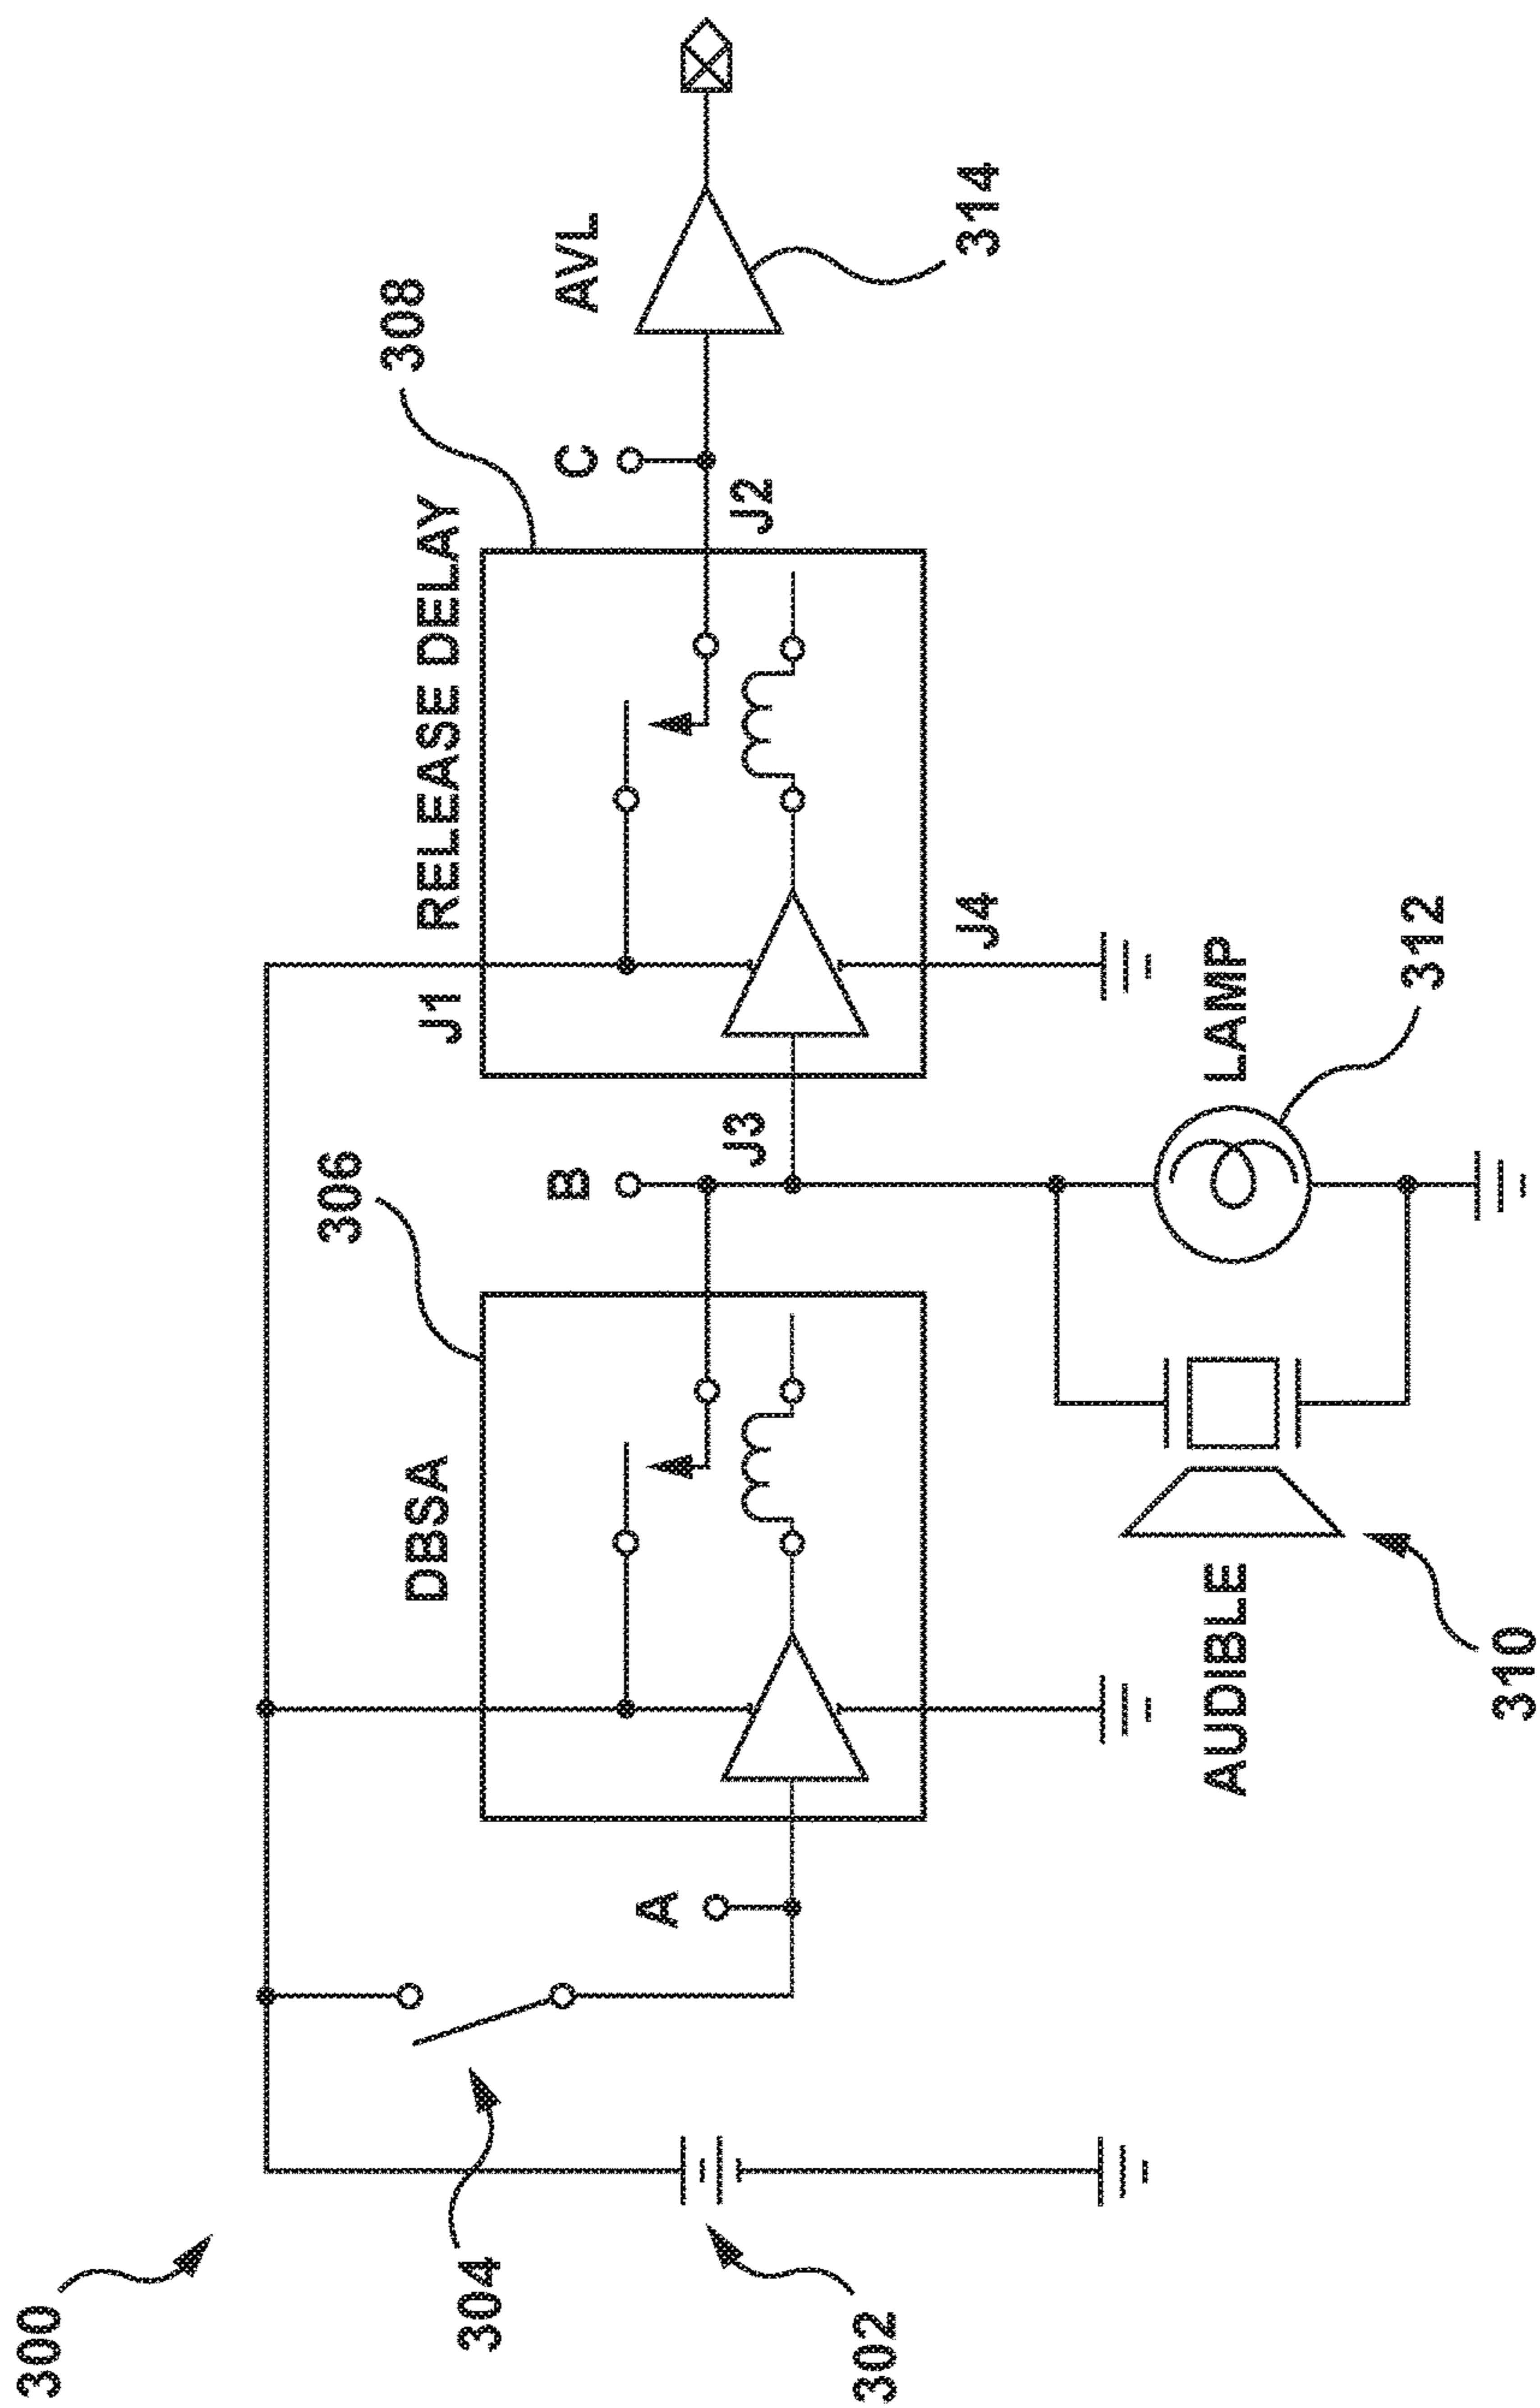 300
302
304
A
DBSA
306
B
J3
J1
RELEASE DELAY
308
C
J2
AVL
314
J4
AUDIBLE
310
LAMP
312